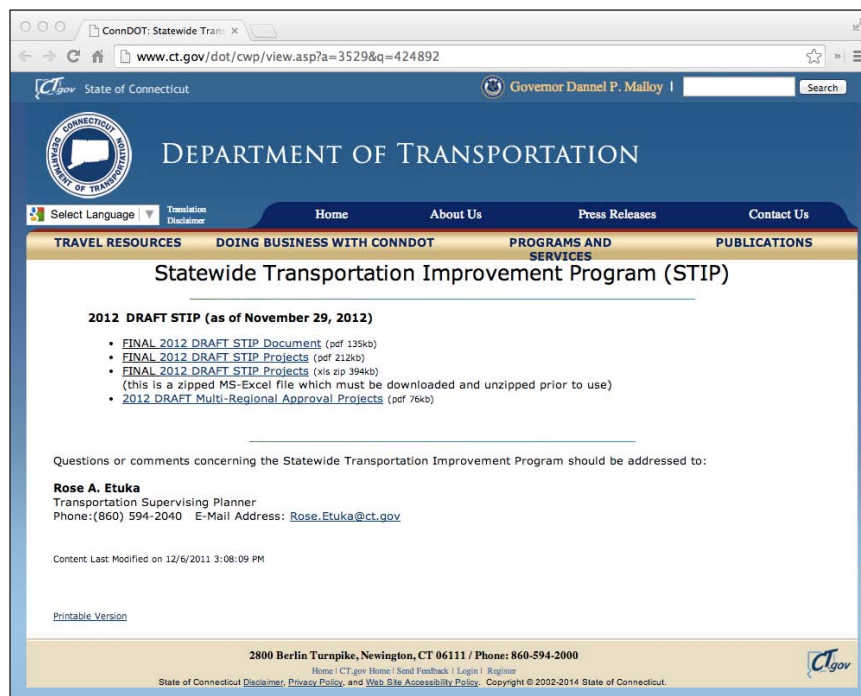 ConnDOT: Statewide Tran
www.ct.gov/dot/cwp/view.asp?a=3529&q=424892
CT.gov State of Connecticut
Governor Dannel P. Malloy |
Search
CONNECTICUT
DEPARTMENT OF TRANSPORTATION
DEPARTMENT OF TRANSPORTATION
Select Language
Translation
Disclaimer
Home About Us Press Releases Contact Us
TRAVEL RESOURCES DOING BUSINESS WITH CONNDOT PROGRAMS AND SERVICES PUBLICATIONS
Statewide Transportation Improvement Program (STIP)
2012 DRAFT STIP (as of November 29, 2012)
• FINAL 2012 DRAFT STIP Document (pdf 135kb)
• FINAL 2012 DRAFT STIP Projects (pdf 212kb)
• FINAL 2012 DRAFT STIP Projects (xls zip 394kb)
(this is a zipped MS-Excel file which must be downloaded and unzipped prior to use)
• 2012 DRAFT Multi-Regional Approval Projects (pdf 76kb)
Questions or comments concerning the Statewide Transportation Improvement Program should be addressed to:
Rose A. Etuka
Transportation Supervising Planner
Phone:(860) 594-2040 E-Mail Address: Rose.Etuka@ct.gov
Content Last Modified on 12/6/2011 3:08:09 PM
Printable Version
2800 Berlin Turnpike, Newington, CT 06111 / Phone: 860-594-2000
Home | CT.gov Home | Send Feedback | Login | Register
State of Connecticut Disclaimer, Privacy Policy, and Web Site Accessibility Policy. Copyright © 2002-2014 State of Connecticut.
CT.gov